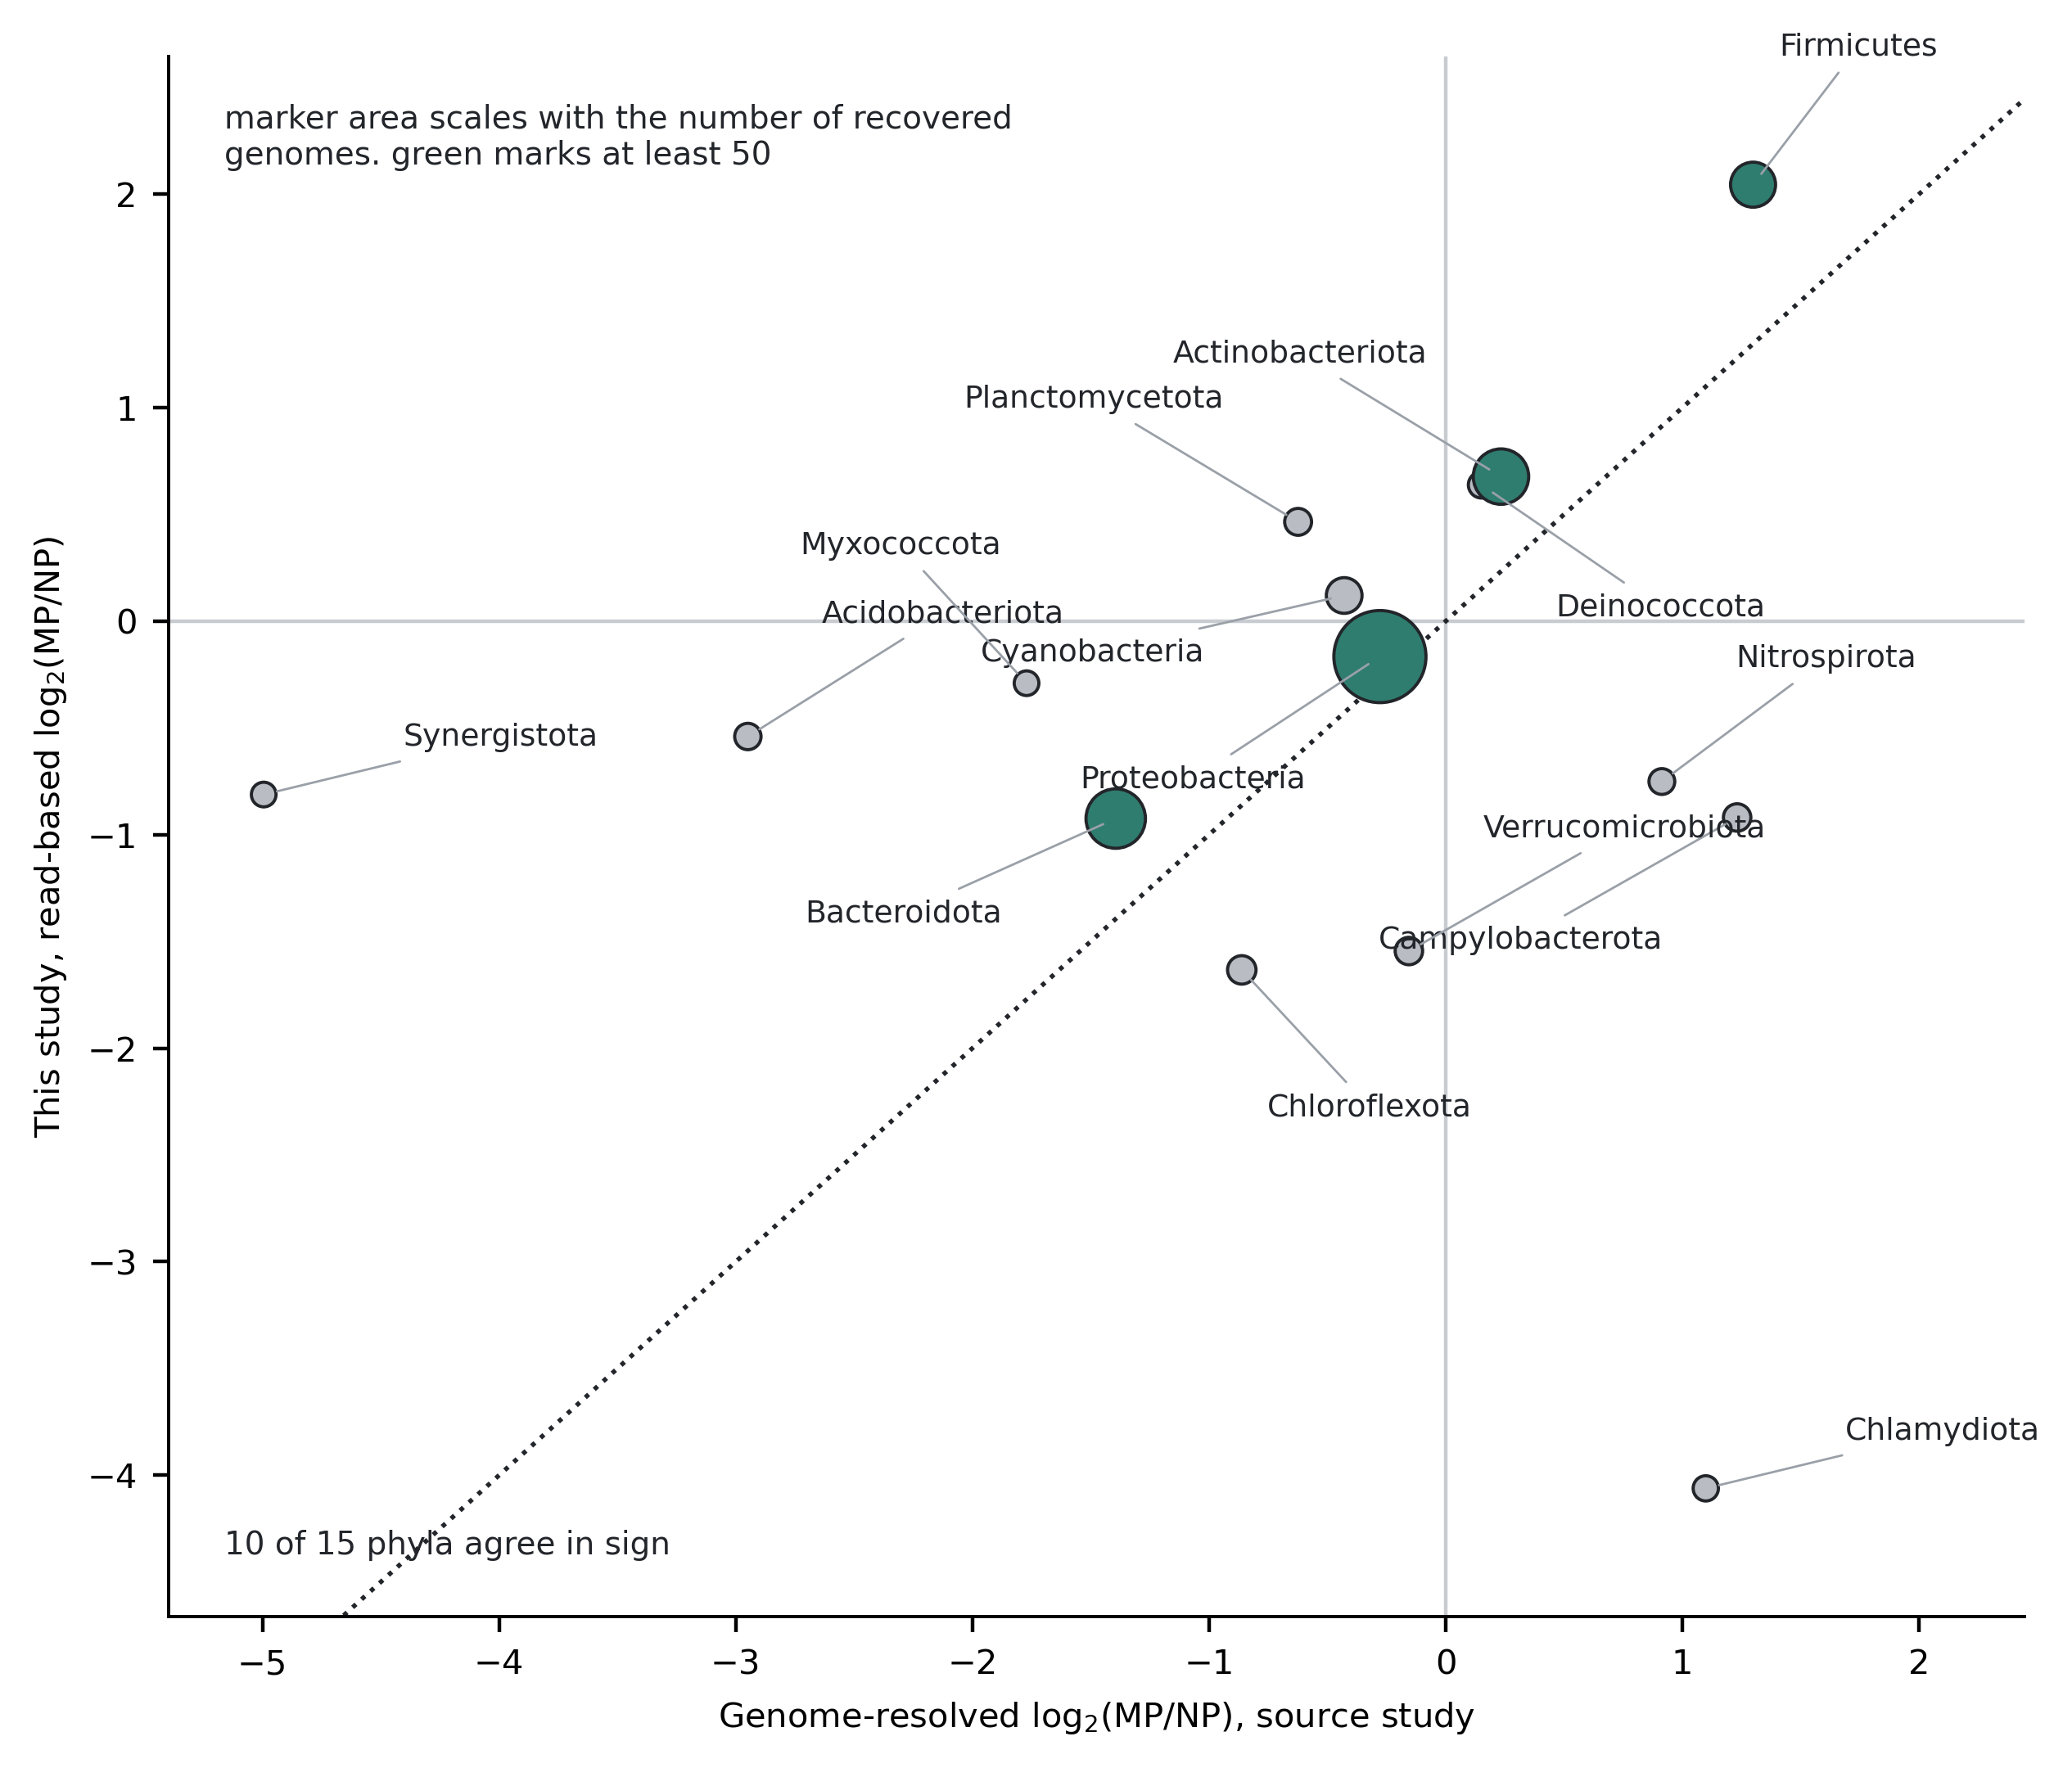 Firmicutes
marker area scales with the number of recovered
genomes. green marks at least 50
2
Actinobacteriota
Planctomycetota
1
Myxococcota
Acidobacteriota
Deinococcota
0
Cyanobacteria
Nitrospirota
Synergistota
Proteobacteria
Verrucomicrobiota
−1
Bacteroidota
Campylobacterota
−2
Chloroflexota
−3
Chlamydiota
−4
10 of 15 phyla agree in sign
This study, read-based log₂(MP/NP)
−5 −4 −3 −2 −1 0 1 2
Genome-resolved log₂(MP/NP), source study